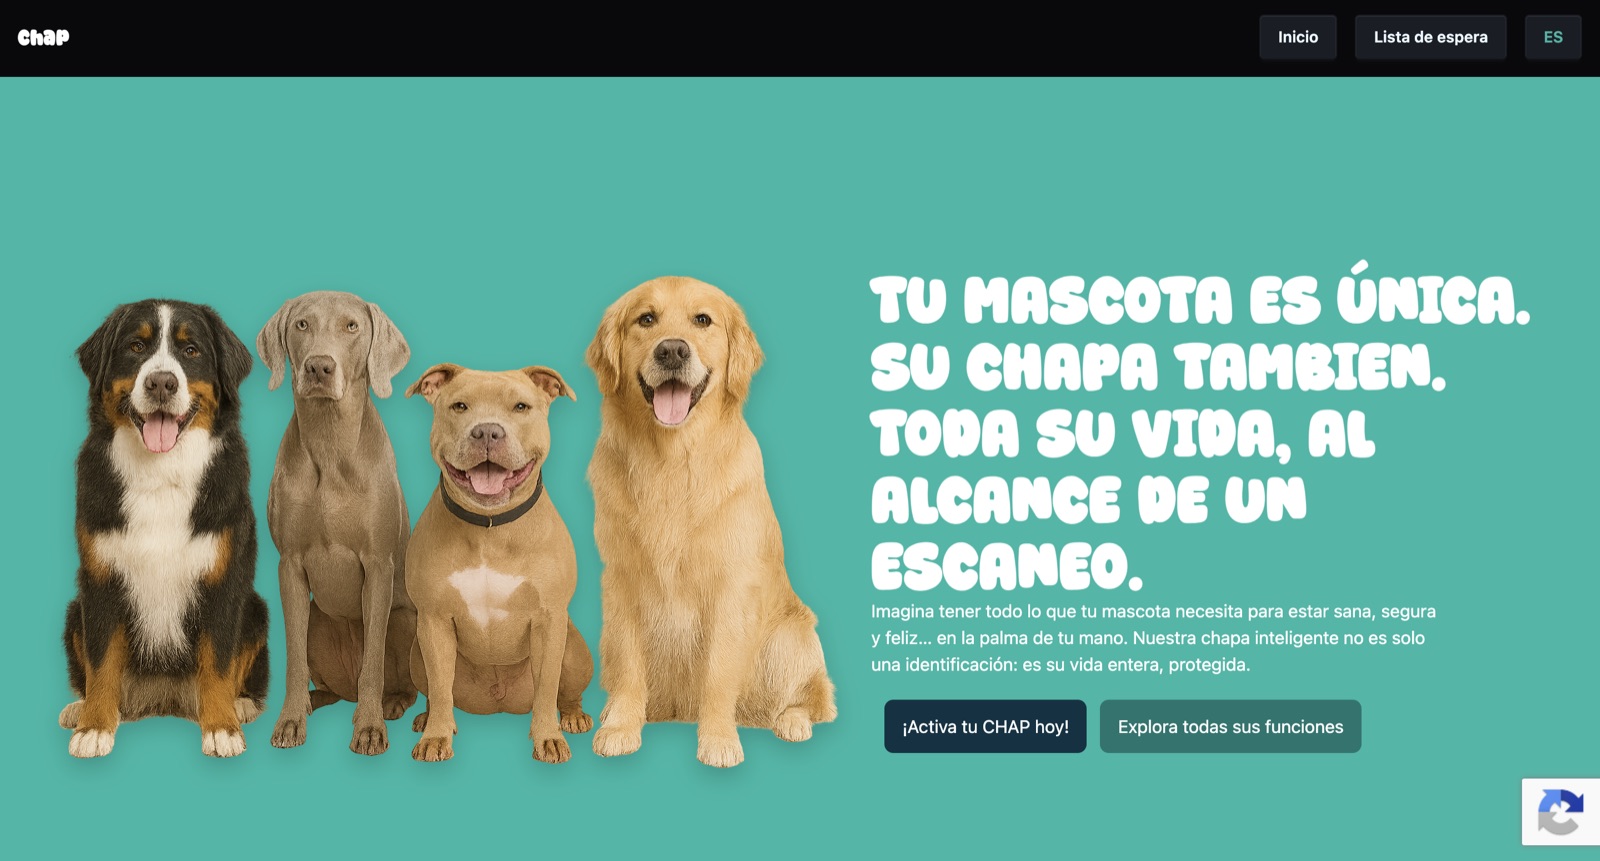 chap
Inicio
Lista de espera
ES
TU MASCOTA ES ÚNICA.
SU CHAPA TAMBIEN.
TODA SU VIDA, AL
ALCANCE DE UN
ESCANEO.
Imagina tener todo lo que tu mascota necesita para estar sana, segura
y feliz... en la palma de tu mano. Nuestra chapa inteligente no es solo
una identificación: es su vida entera, protegida.
¡Activa tu CHAP hoy!
Explora todas sus funciones